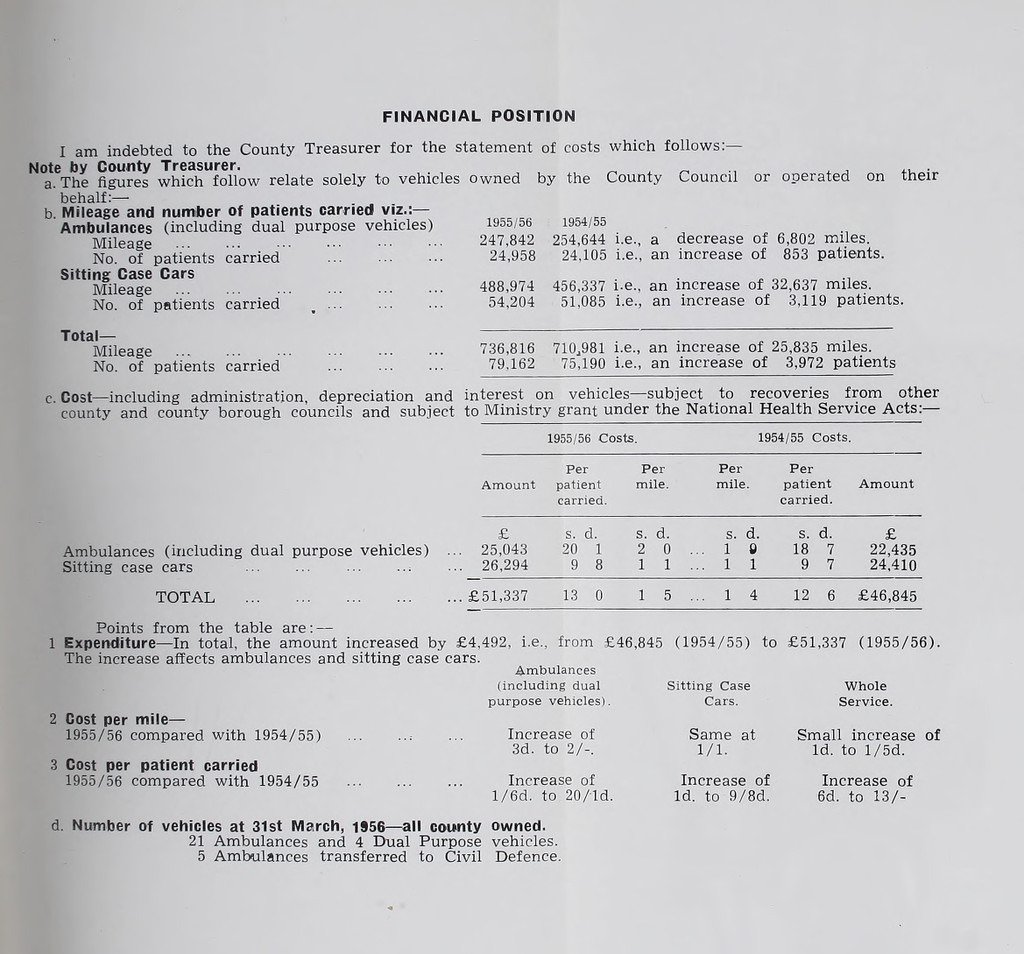 FINANCIAL POSITION
I am indebted to the County Treasurer for the statement of costs which follows:—
Note by County Treasurer.
a. The figures which follow relate solely to vehicles owned by the County Council or operated on their
behalf:—
b. Mileage and number of patients carried viz.:—
Ambulances (including dual purpose vehicles) 1955/56 1954/55
Mileage ... ... ... ... ... ... 247,842 254,644 i.e., a decrease of 6,802 miles.
No. of patients carried ... ... ... 24,958 24,105 i.e., an increase of 853 patients.
Sitting Case Cars
Mileage ... ... ... ... ... ... 488,974 456,337 i.e., an increase of 32,637 miles.
No. of patients carried ... ... ... 54,204 51,085 i.e., an increase of 3,119 patients.
Total—
Mileage ... ... ... ... ... ... 736,816 710,981 i.e., an increase of 25,835 miles.
No. of patients carried ... ... ... 79,162 75,190 i.e., an increase of 3,972 patients
c. Cost—including administration, depreciation and interest on vehicles—subject to recoveries from other
county and county borough councils and subject to Ministry grant under the National Health Service Acts:—
1955/56 Costs. 1954/55 Costs.
Per Per Per Per
Amount patient mile. mile. patient Amount
carried. carried.
£ s. d. s. d. s. d. s. d. £
Ambulances (including dual purpose vehicles) ... 25,043 20 1 2 0 ... 1 9 18 7 22,435
Sitting case cars ... ... ... ... ... 26,294 9 8 1 1 ... 1 1 9 7 24,410
TOTAL ... ... ... ... ... £51,337 13 0 1 5 ... 1 4 12 6 £46,845
Points from the table are:—
1 Expenditure—In total, the amount increased by £4,492, i.e., from £46,845 (1954/55) to £51,337 (1955/56).
The increase affects ambulances and sitting case cars.
Ambulances
(including dual Sitting Case Whole
purpose vehicles). Cars. Service.
2 Cost per mile—
1955/56 compared with 1954/55) ... ... ... Increase of Same at Small increase of
3d. to 2/-. 1/1. 1d. to 1/5d.
3 Cost per patient carried
1955/56 compared with 1954/55 ... ... ... Increase of Increase of Increase of
1/6d. to 20/1d. 1d. to 9/8d. 6d. to 13/-
d. Number of vehicles at 31st March, 1956—all county owned.
21 Ambulances and 4 Dual Purpose vehicles.
5 Ambulances transferred to Civil Defence.